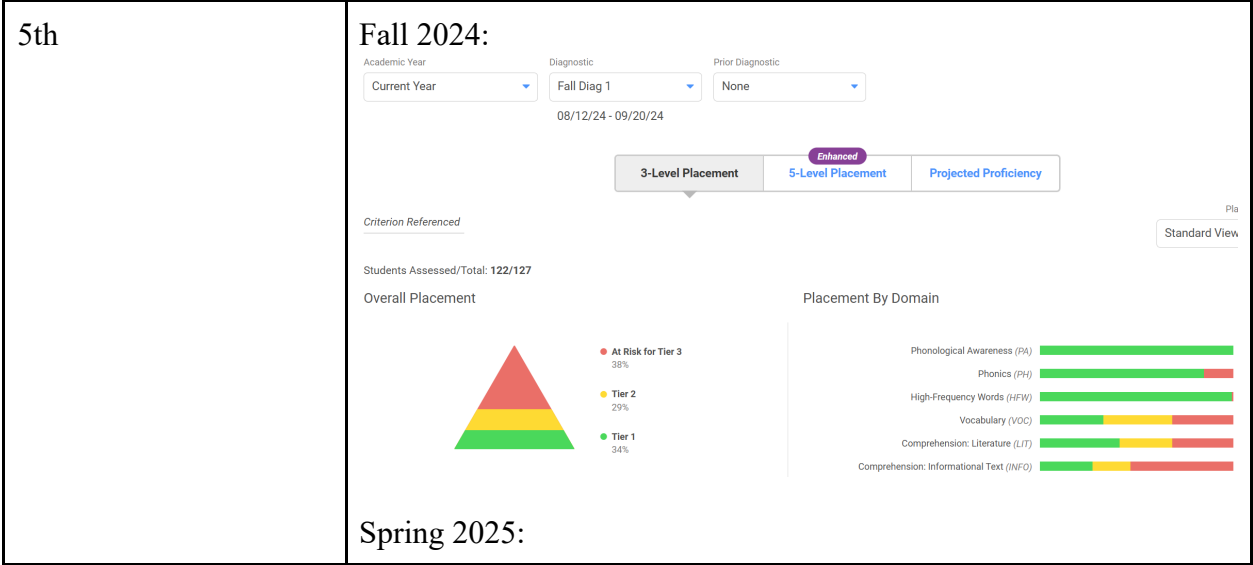 5th
Fall 2024:
Academic Year
Diagnostic
Prior Diagnostic
Current Year
Fall Diag 1
None
08/12/24 - 09/20/24
Enhanced
3-Level Placement
5-Level Placement
Projected Proficiency
Criterion Referenced
Pla
Standard View
Students Assessed/Total: 122/127
Overall Placement
At Risk for Tier 3
38%
Tier 2
29%
Tier 1
34%
Placement By Domain
Phonological Awareness (PA)
Phonics (PH)
High-Frequency Words (HFW)
Vocabulary (VOC)
Comprehension: Literature (LIT)
Comprehension: Informational Text (INFO)
Spring 2025: